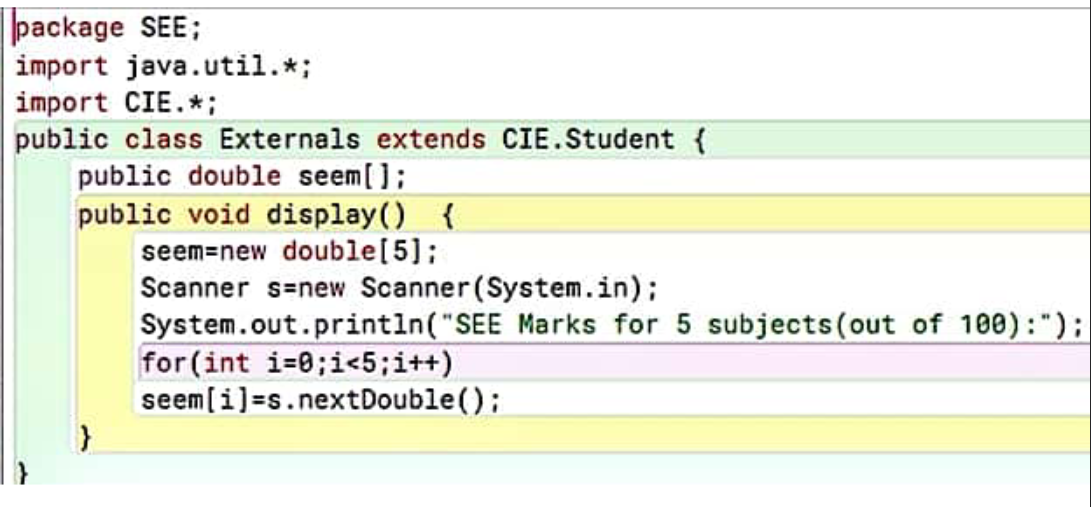 package SEE;
import java.util.*;
import CIE.*;
public class Externals extends CIE.Student {
public double seem[];
public void display()  {
seem=new double[5];
Scanner s=new Scanner(System.in);
System.out.println("SEE Marks for 5 subjects(out of 100):");
for(int i=0;i<5;i++)
seem[i]=s.nextDouble();
}
}